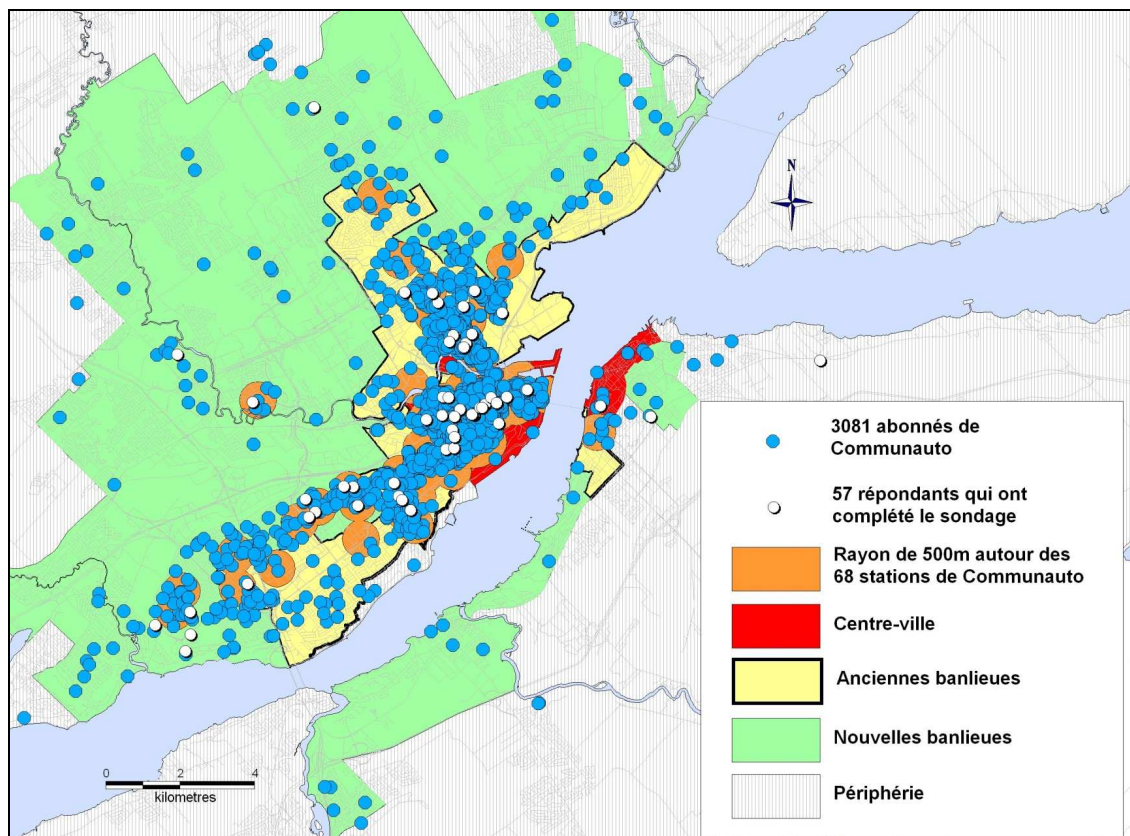 N
3081 abonnés de
Communauto
57 répondants qui ont
complété le sondage
Rayon de 500m autour des
68 stations de Communauto
Centre-ville
Anciennes banlieues
Nouvelles banlieues
Périphérie
0 2 4
kilometres